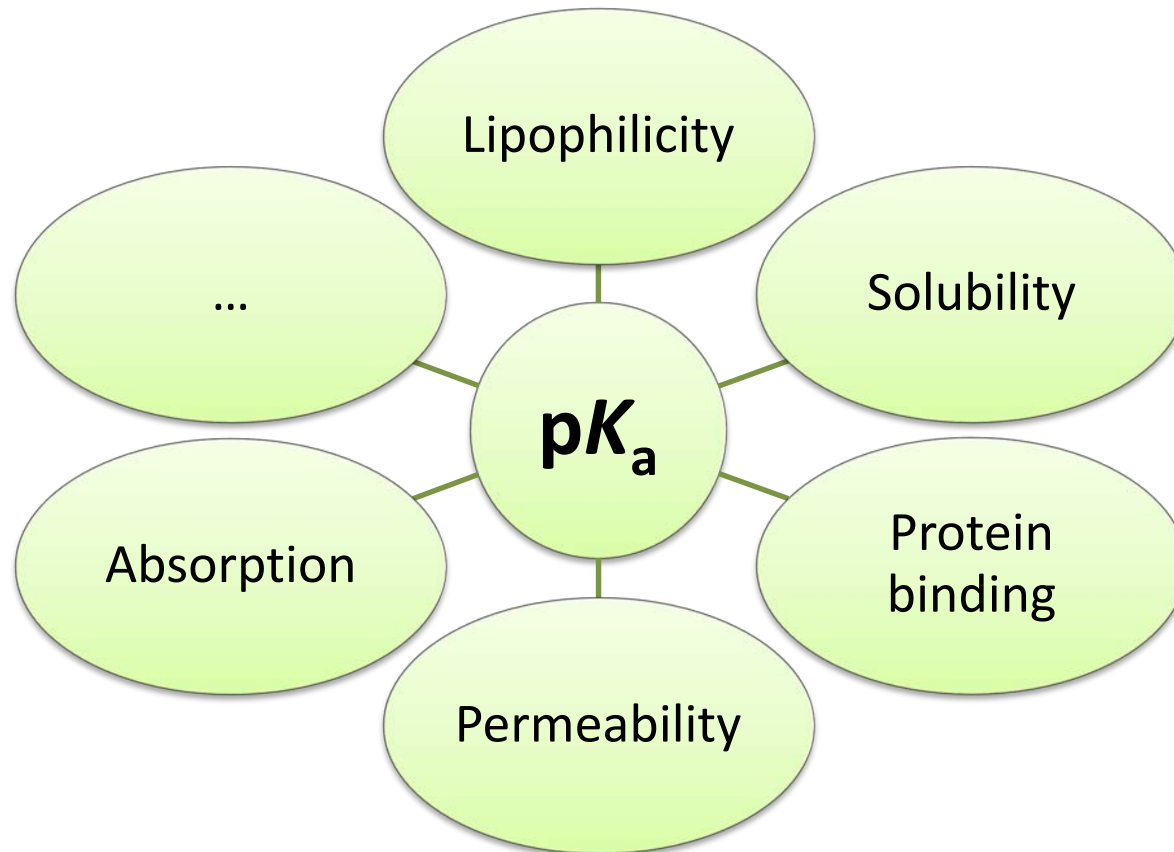 Lipophilicity
...
Solubility
pKa
Absorption
Protein
binding
Permeability